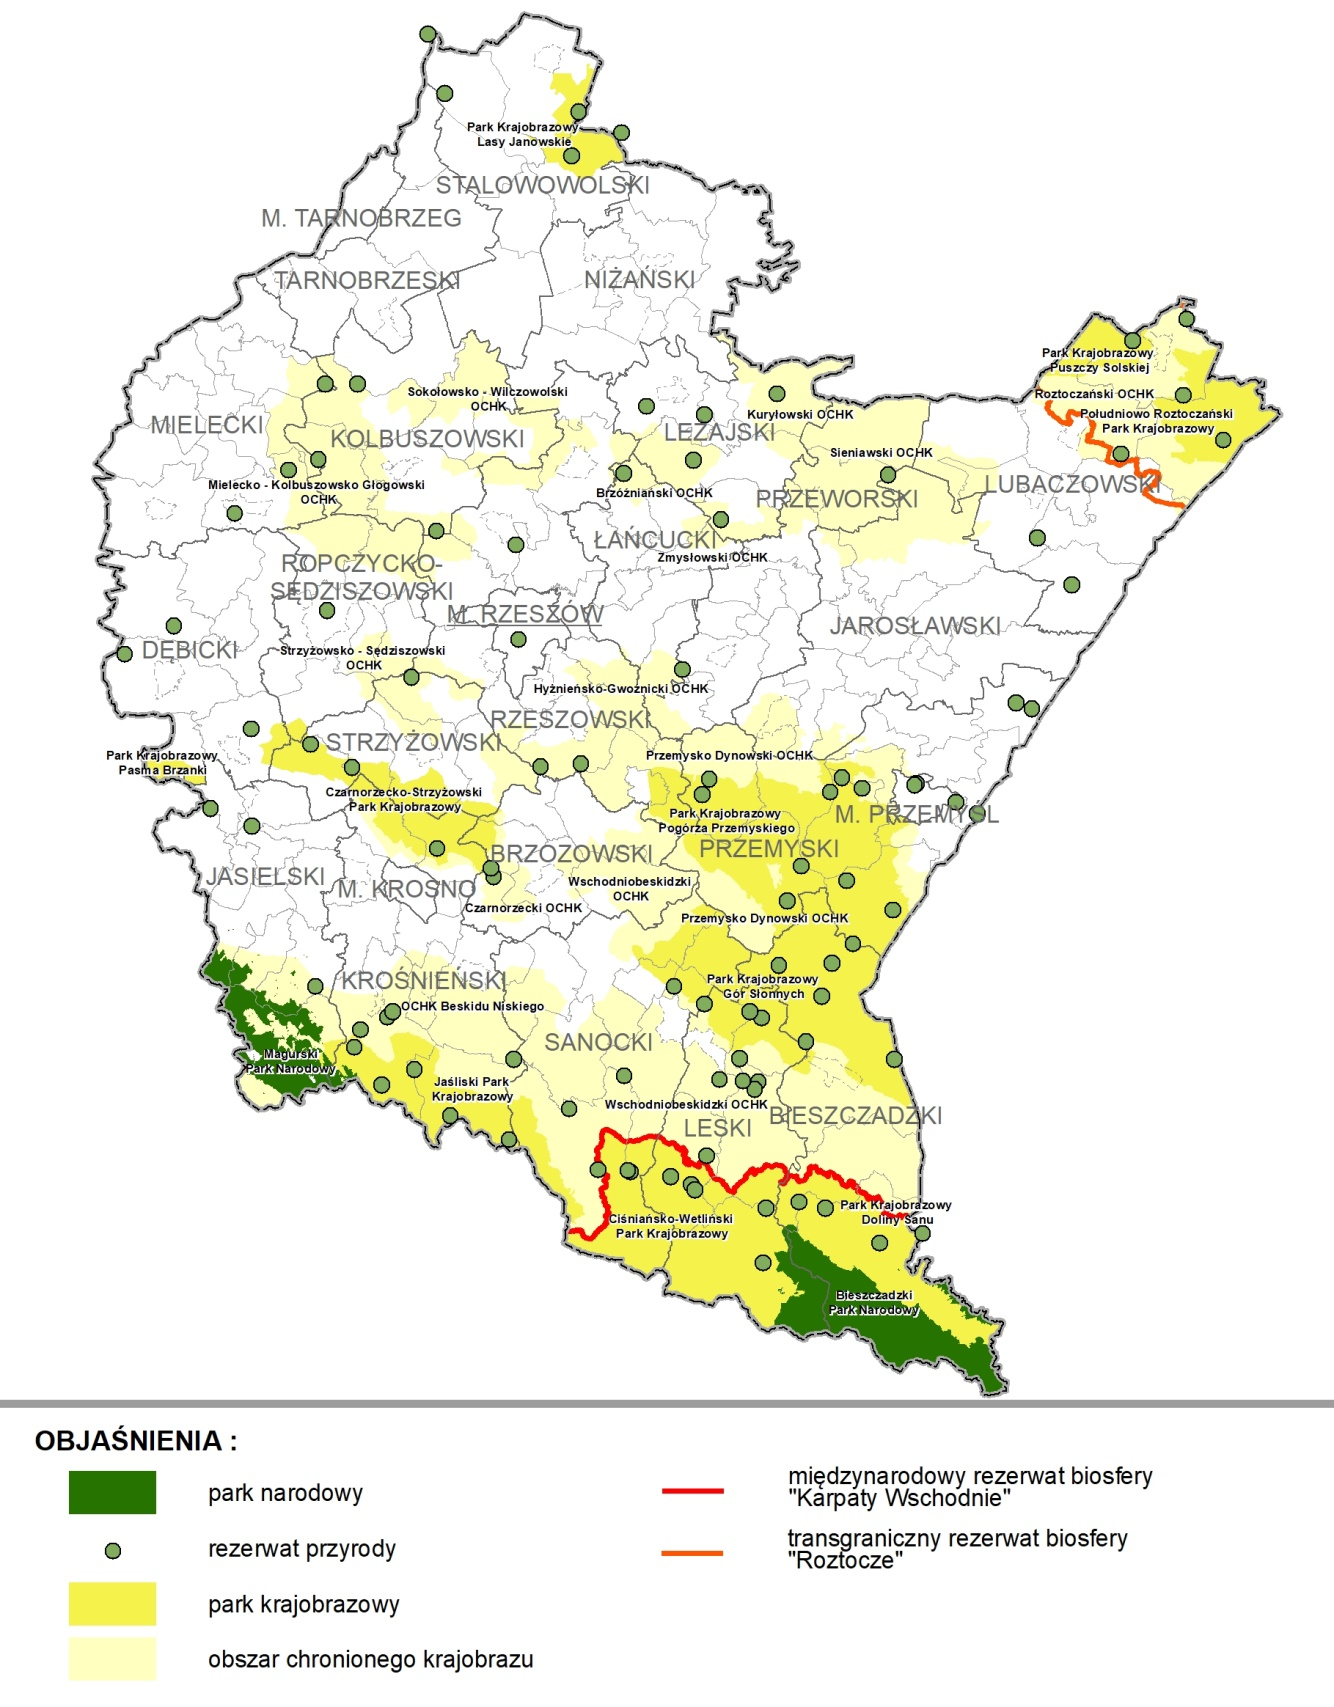 Park Krajobrazowy
Lasy Janowskie
STALOWOWOLSKI
M. TARNOBRZEG
TARNOBRZESKI
NIŻAŃSKI
Park Krajobrazowy
Puszczy Solskiej
Roztoczański OCHK
Południowo Roztoczański
Park Krajobrazowy
Sokołowsko - Wilczowolski
OCHK
Kuryłowski OCHK
MIELECKI
KOLBUSZOWSKI
LEŻAJSKI
Sieniawski OCHK
Mielecko - Kolbuszowsko Głogowski
OCHK
Brzóźniański OCHK
PRZEWORSKI
LUBACZOWSKI
ŁAŃCUCKI
Zmysłowski OCHK
ROPCZYCKO-
SĘDZISZOWSKI
M. RZESZÓW
JAROSŁAWSKI
DĘBICKI
Strzyżowsko - Sędziszowski
OCHK
Hyżnieńsko-Gwoźnicki OCHK
RZESZOWSKI
STRZYŻOWSKI
Park Krajobrazowy
Pasma Brzanki
Przemysko Dynowski OCHK
Czarnorzecko-Strzyżowski
Park Krajobrazowy
Park Krajobrazowy
Pogórza Przemyskiego
M. PRZEMYŚL
BRZOZOWSKI
PRZEMYSKI
JASIELSKI
M. KROSNO
Wschodniobeskidzki
OCHK
Czarnorzecki OCHK
Przemysko Dynowski OCHK
KROŚNIEŃSKI
Park Krajobrazowy
Gór Słonnych
OCHK Beskidu Niskiego
SANOCKI
Magurski
Park Narodowy
Jaśliski Park
Krajobrazowy
Wschodniobeskidzki OCHK
BIESZCZADZKI
LESKI
Park Krajobrazowy
Doliny Sanu
Ciśniańsko-Wetliński
Park Krajobrazowy
Bieszczadzki
Park Narodowy
OBJAŚNIENIA :
park narodowy
rezerwat przyrody
park krajobrazowy
obszar chronionego krajobrazu
międzynarodowy rezerwat biosfery
"Karpaty Wschodnie"
transgraniczny rezerwat biosfery
"Roztocze"